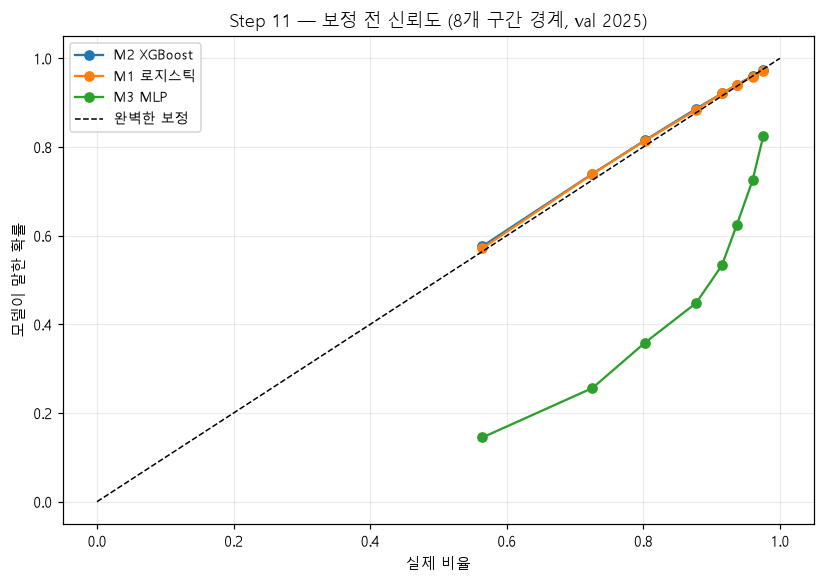 Step 11 — 보정 전 신뢰도 (8개 구간 경계, val 2025)
M2 XGBoost
M1 로지스틱
M3 MLP
완벽한 보정
모델이 말한 확률
1.0
0.8
0.6
0.4
0.2
0.0
0.0 0.2 0.4 0.6 0.8 1.0
실제 비율